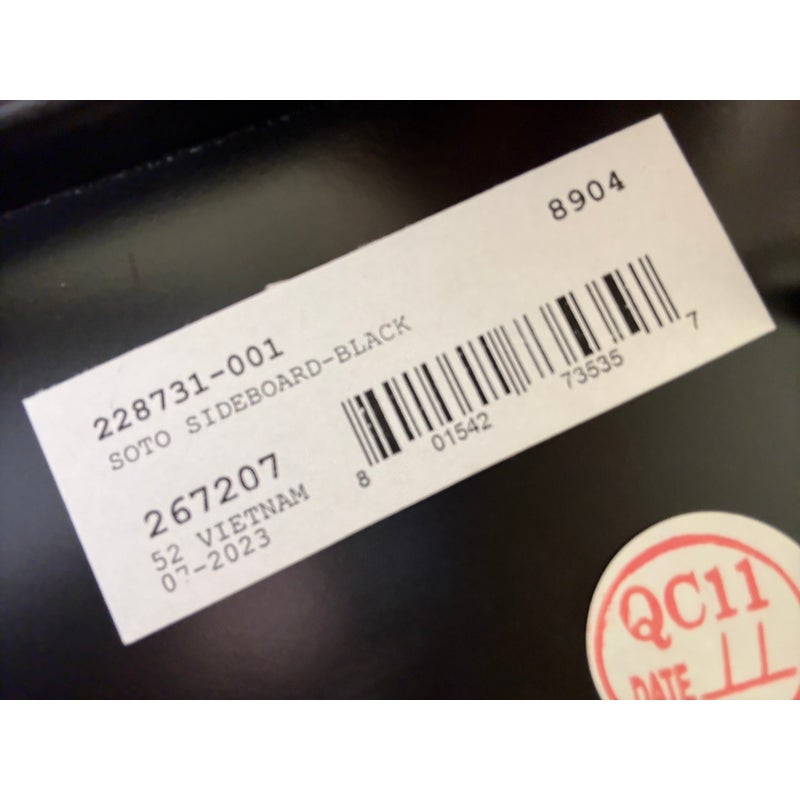 8904
228731-001
SOTO SIDEBOARD-BLACK
8 01542 73535 7
267207
52 VIETNAM
07-2023
QC11
DATE